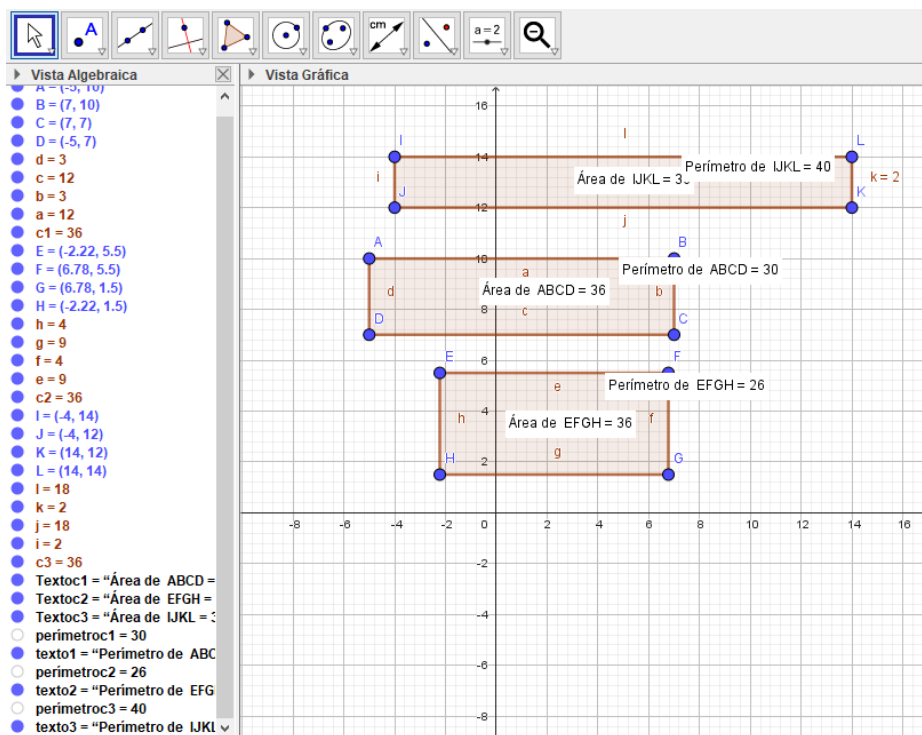 A
cm
a = 2
Vista Algebraica
Vista Gráfica
A = (-5, 10)
B = (7, 10)
C = (7, 7)
D = (-5, 7)
d = 3
c = 12
b = 3
a = 12
c1 = 36
E = (-2.22, 5.5)
F = (6.78, 5.5)
G = (6.78, 1.5)
H = (-2.22, 1.5)
h = 4
g = 9
f = 4
e = 9
c2 = 36
I = (-4, 14)
J = (-4, 12)
K = (14, 12)
L = (14, 14)
l = 18
k = 2
j = 18
i = 2
c3 = 36
Textoc1 = “Área de ABCD =
Textoc2 = “Área de EFGH =
Textoc3 = “Área de IJKL = 3
perimetroc1 = 30
texto1 = “Perímetro de ABC
perimetroc2 = 26
texto2 = “Perímetro de EFG
perimetroc3 = 40
texto3 = “Perímetro de IJKL
16
l
I
14
L
Perímetro de IJKL = 40
i
Área de IJKL = 3
k = 2
J
K
12
j
A
B
10
a
Perímetro de ABCD = 30
d
Área de ABCD = 36
b
8
c
D
C
6
E
F
e
Perímetro de EFGH = 26
4
h
Área de EFGH = 36
f
g
2
H
G
-8 -6 -4 -2 0 2 4 6 8 10 12 14 16
-2
-4
-6
-8